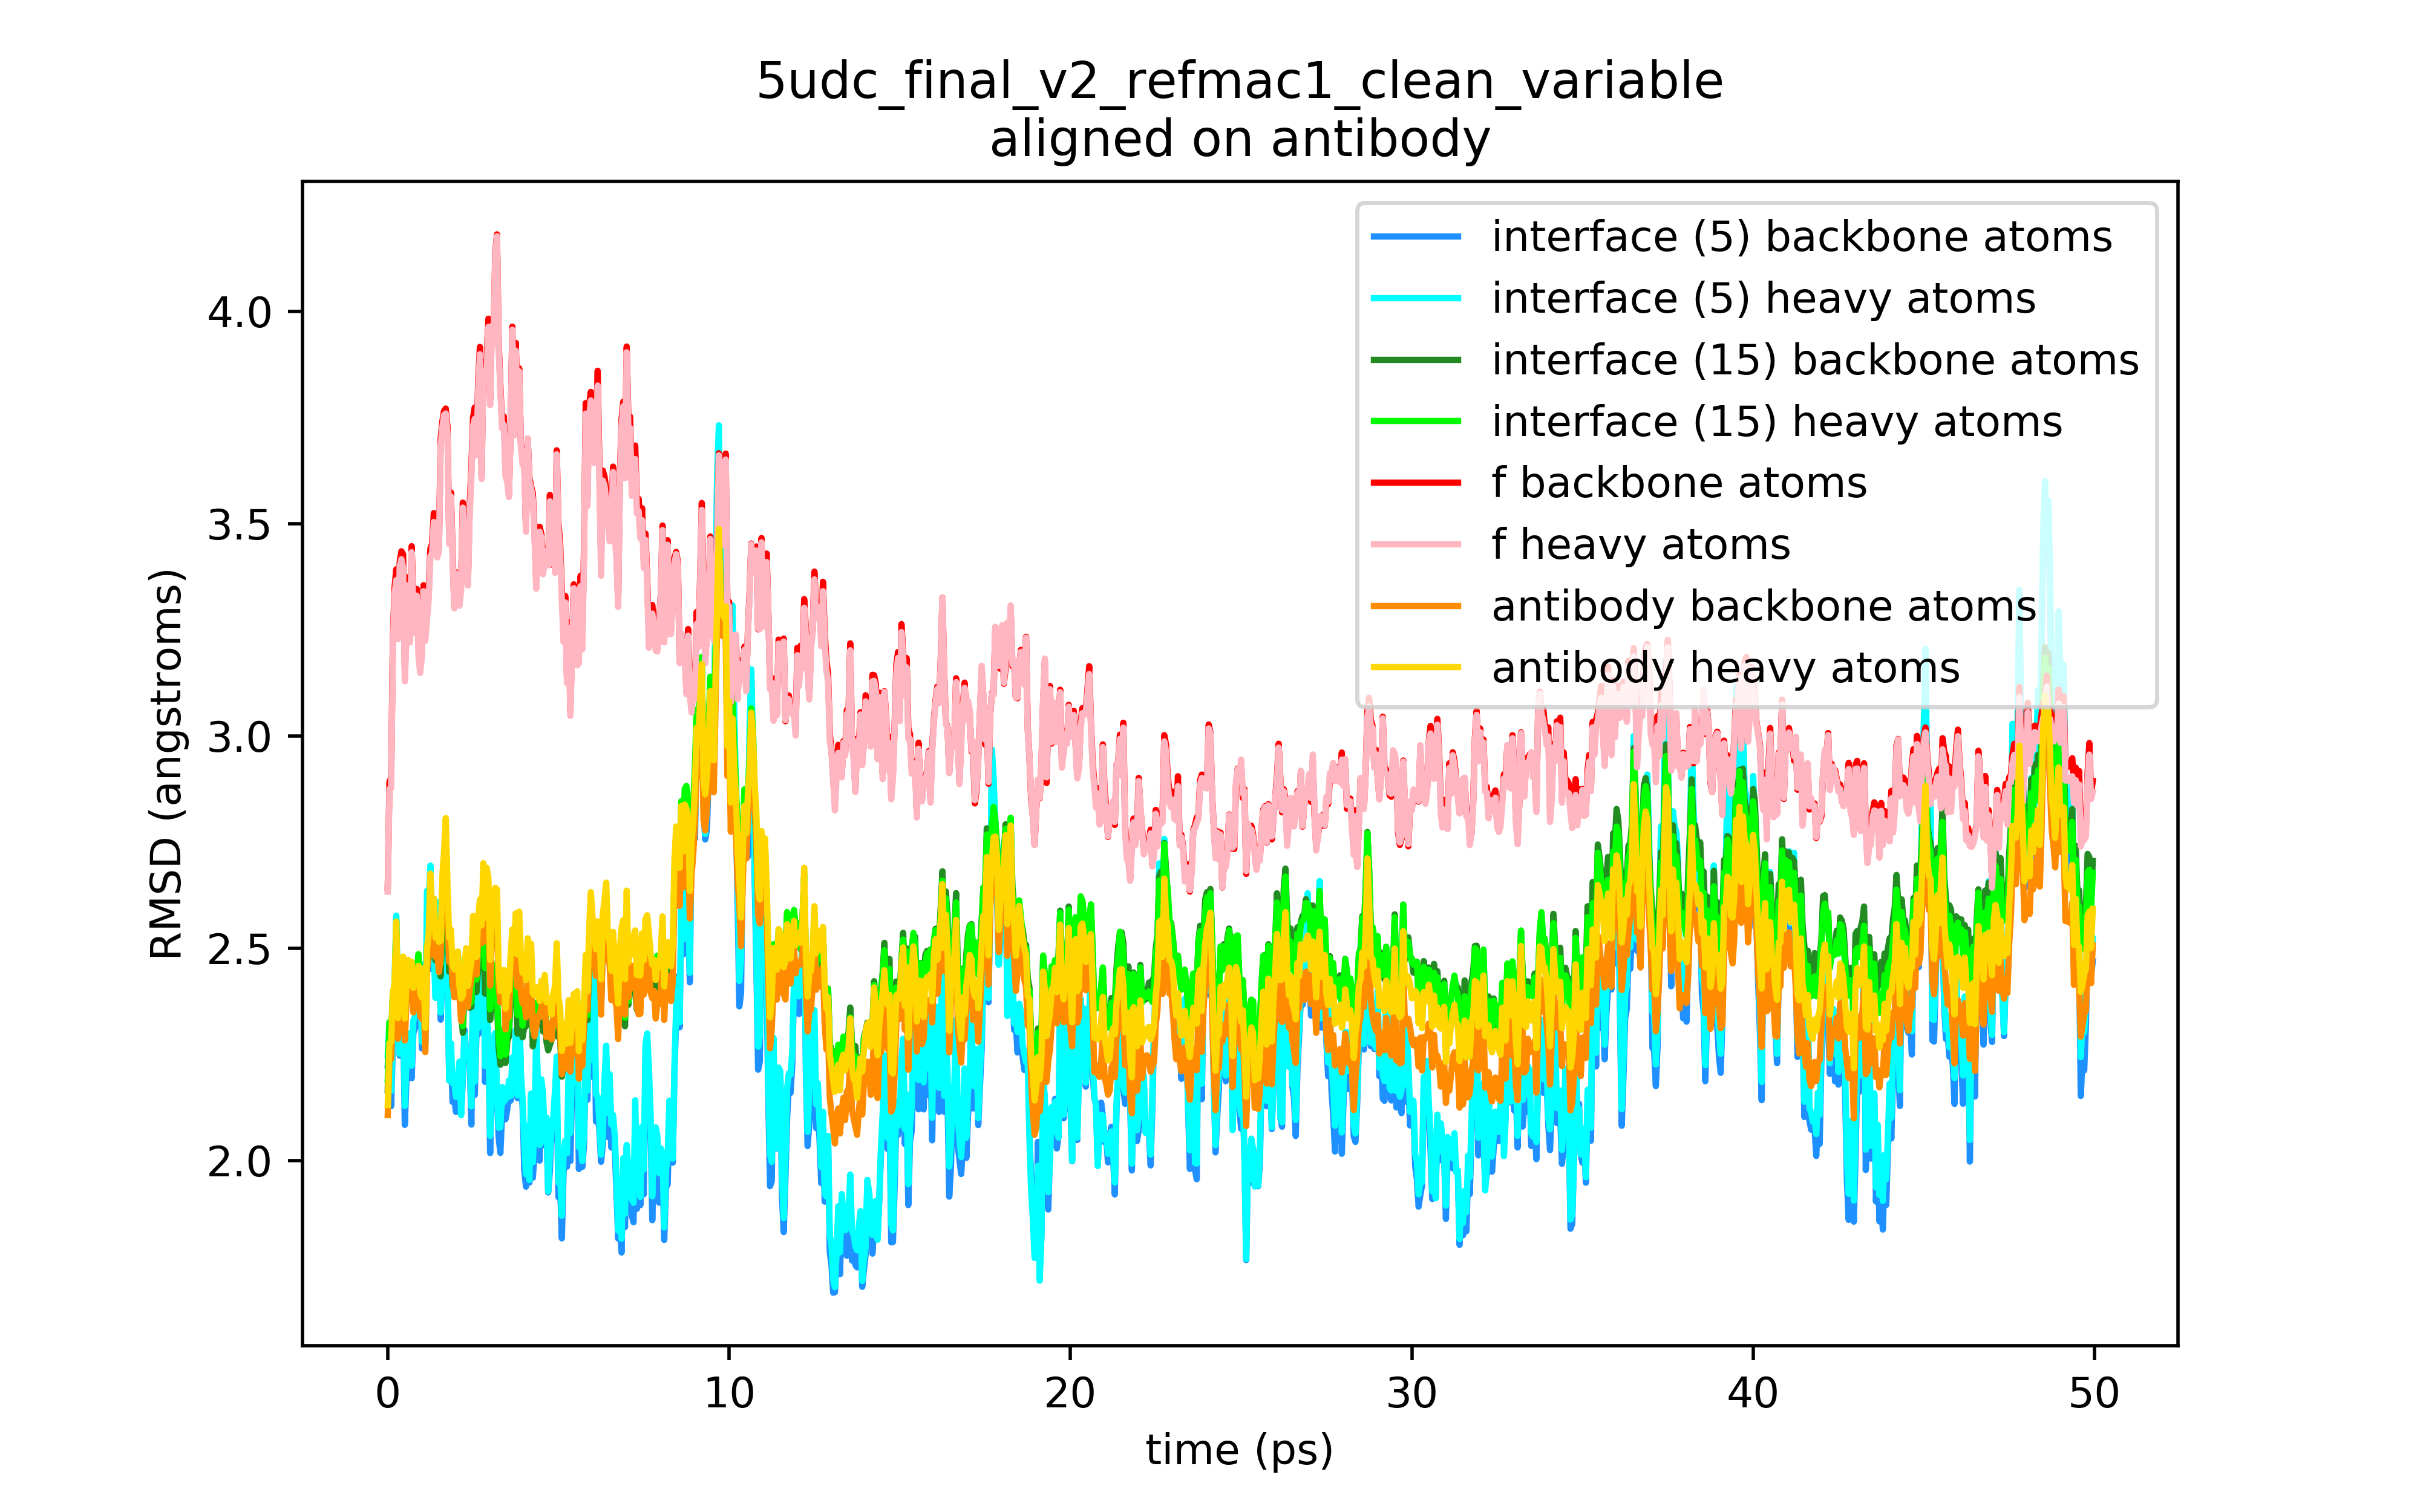 5udc_final_v2_refmac1_clean_variable
aligned on antibody
interface (5) backbone atoms
interface (5) heavy atoms
interface (15) backbone atoms
interface (15) heavy atoms
f backbone atoms
f heavy atoms
antibody backbone atoms
antibody heavy atoms
RMSD (angstroms)
4.0
3.5
3.0
2.5
2.0
0
10
20
30
40
50
time (ps)